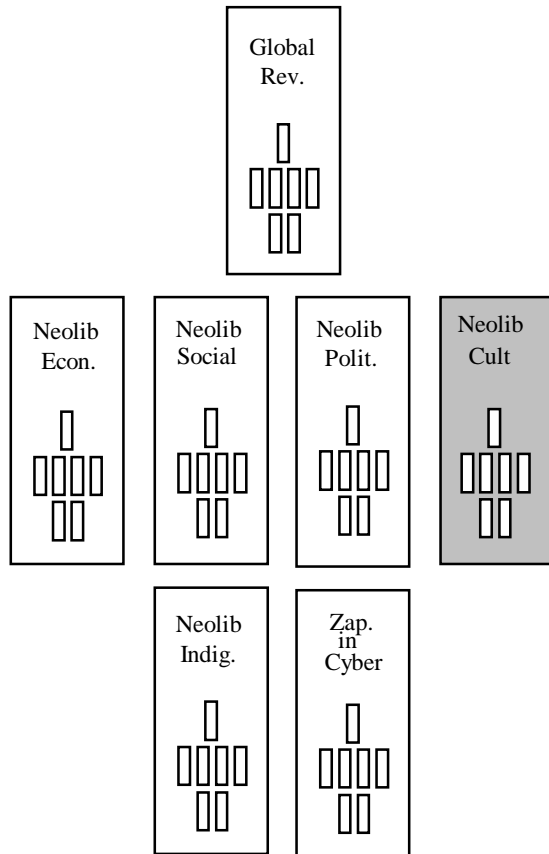 Global
Rev.
Neolib
Econ.
Neolib
Social
Neolib
Polit.
Neolib
Cult
Neolib
Indig.
Zap.
in
Cyber